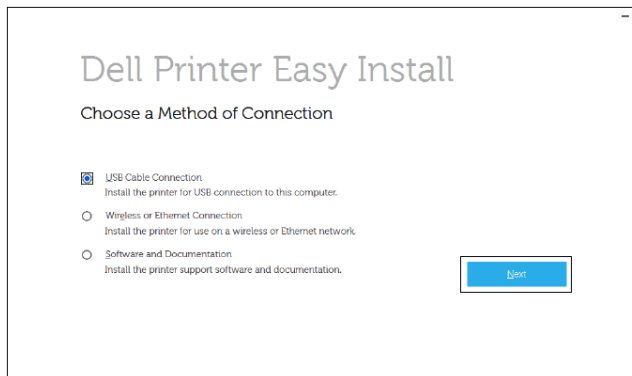 Dell Printer Easy Install
Choose a Method of Connection
USB Cable Connection
Install the printer for USB connection to this computer.
Wireless or Ethernet Connection
Install the printer for use on a wireless or Ethernet network.
Software and Documentation
Install the printer support software and documentation.
Next